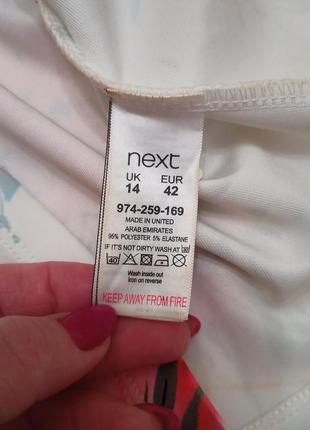 next
UK EUR
14 42
974-259-169
MADE IN UNITED
ARAB EMIRATES
95% POLYESTER 5% ELASTANE
IF IT'S NOT DIRTY WASH AT 30
40
Wash inside out
Iron on reverse
KEEP AWAY FROM FIRE